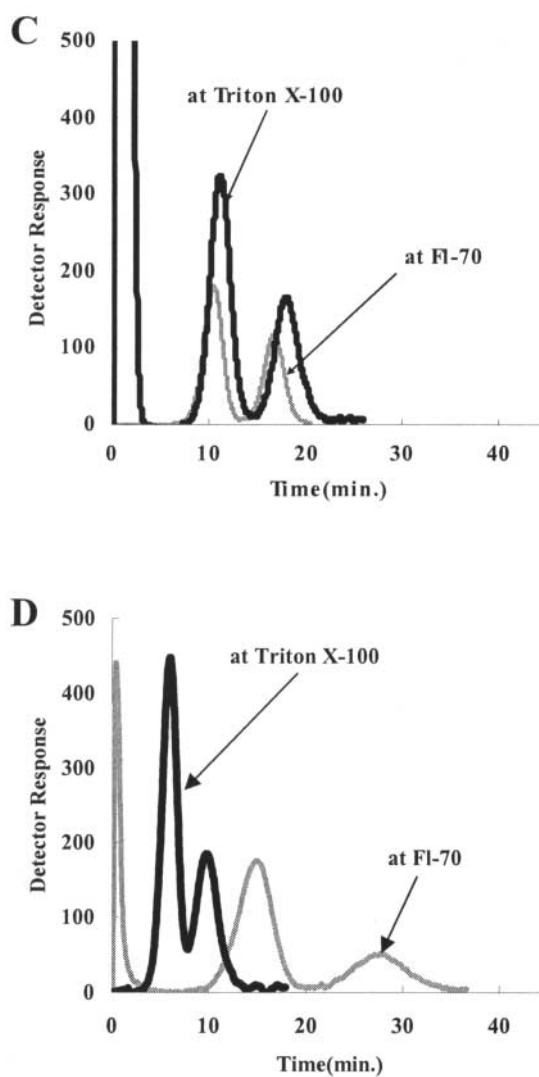 C
500
at Triton X-100
400
300
at Fl-70
200
100
0
Detector Response
0 10 20 30 40
Time(min.)
D
500
at Triton X-100
400
300
at Fl-70
200
100
0
Detector Response
0 10 20 30 40
Time(min.)